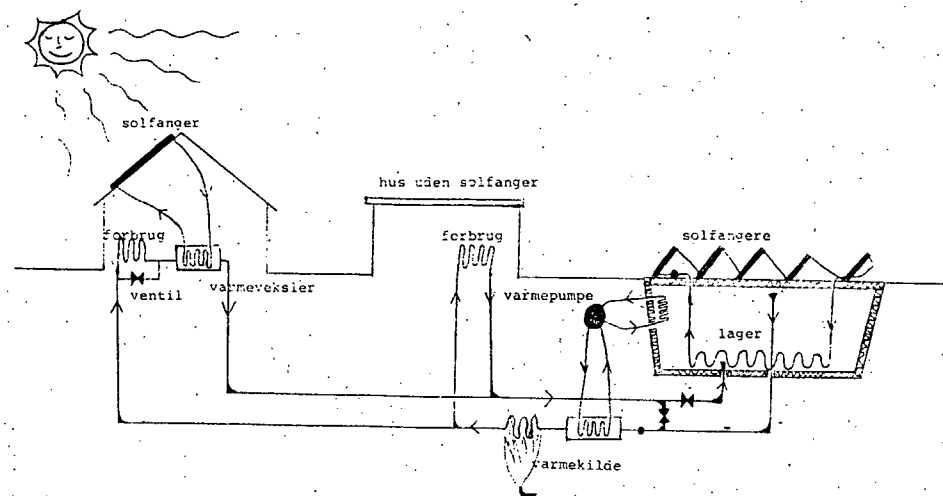 solfanger
hus uden solfanger
forbrug
forbrug
solfangere
ventil
varmeveksler
varmepumpe
lager
varmekilde